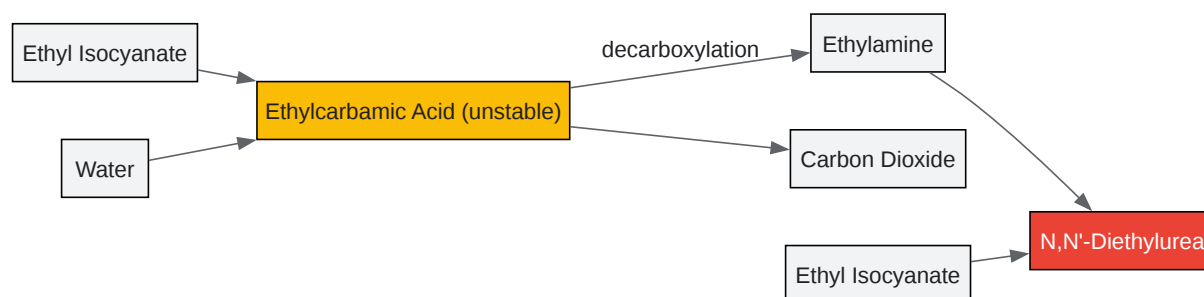 Ethyl Isocyanate
Water
Ethylcarbamic Acid (unstable)
decarboxylation
Ethylamine
Carbon Dioxide
Ethyl Isocyanate
N,N'-Diethylurea